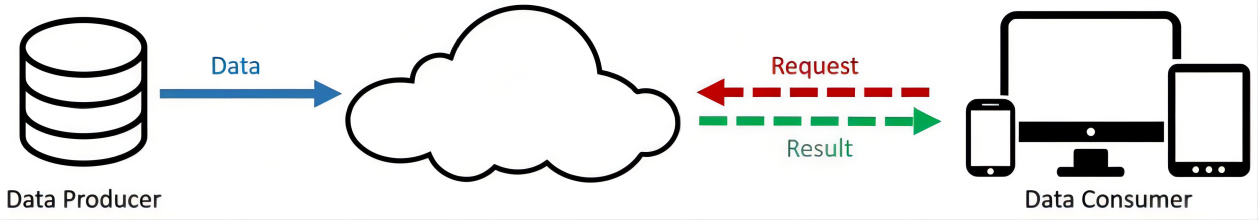 Data
Request
Result
Data Producer
Data Consumer